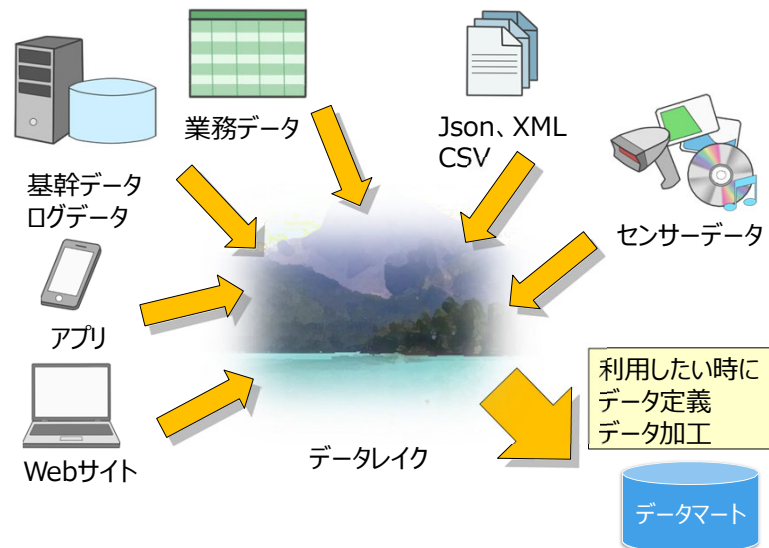 業務データ
Json、XML
CSV
基幹データ
ログデータ
センサーデータ
アプリ
利用したい時に
データ定義
データ加工
Webサイト
データレイク
データマート